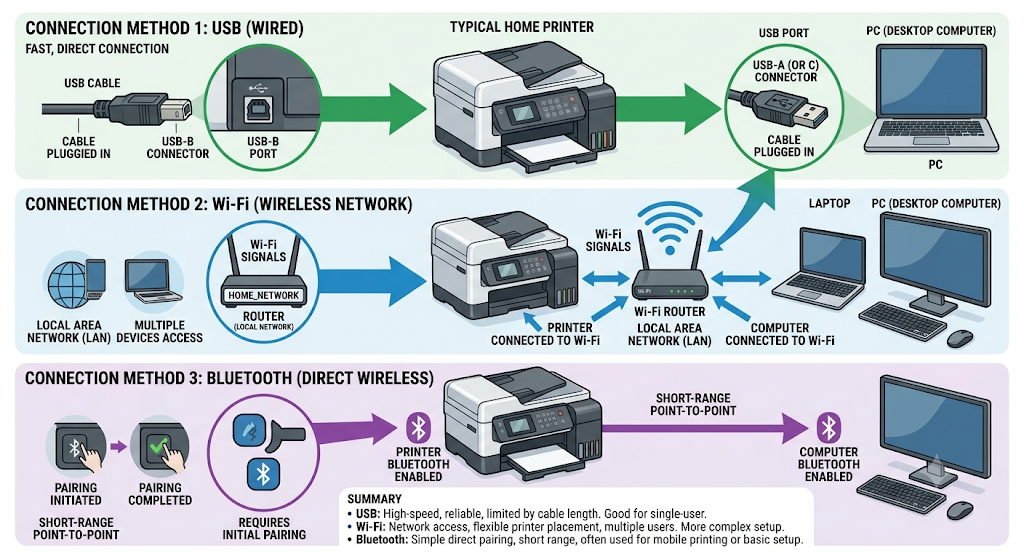 CONNECTION METHOD 1: USB (WIRED)
FAST, DIRECT CONNECTION
USB CABLE
CABLE
PLUGGED IN
USB-B
CONNECTOR
USB-B
PORT
TYPICAL HOME PRINTER
USB PORT
USB-A (OR C)
CONNECTOR
CABLE
PLUGGED IN
PC (DESKTOP COMPUTER)
PC
CONNECTION METHOD 2: Wi-Fi (WIRELESS NETWORK)
LOCAL AREA
NETWORK (LAN)
MULTIPLE
DEVICES ACCESS
Wi-Fi
SIGNALS
HOME_NETWORK
ROUTER
(LOCAL NETWORK)
Wi-Fi
SIGNALS
PRINTER
CONNECTED TO Wi-Fi
Wi-Fi ROUTER
LOCAL AREA
NETWORK (LAN)
COMPUTER
CONNECTED TO Wi-Fi
LAPTOP
PC (DESKTOP COMPUTER)
CONNECTION METHOD 3: BLUETOOTH (DIRECT WIRELESS)
PAIRING
INITIATED
PAIRING
COMPLETED
SHORT-RANGE
POINT-TO-POINT
REQUIRES
INITIAL PAIRING
PRINTER
BLUETOOTH
ENABLED
SHORT-RANGE
POINT-TO-POINT
COMPUTER
BLUETOOTH
ENABLED
SUMMARY
• USB: High-speed, reliable, limited by cable length. Good for single-user.
• Wi-Fi: Network access, flexible printer placement, multiple users. More complex setup.
• Bluetooth: Simple direct pairing, short range, often used for mobile printing or basic setup.